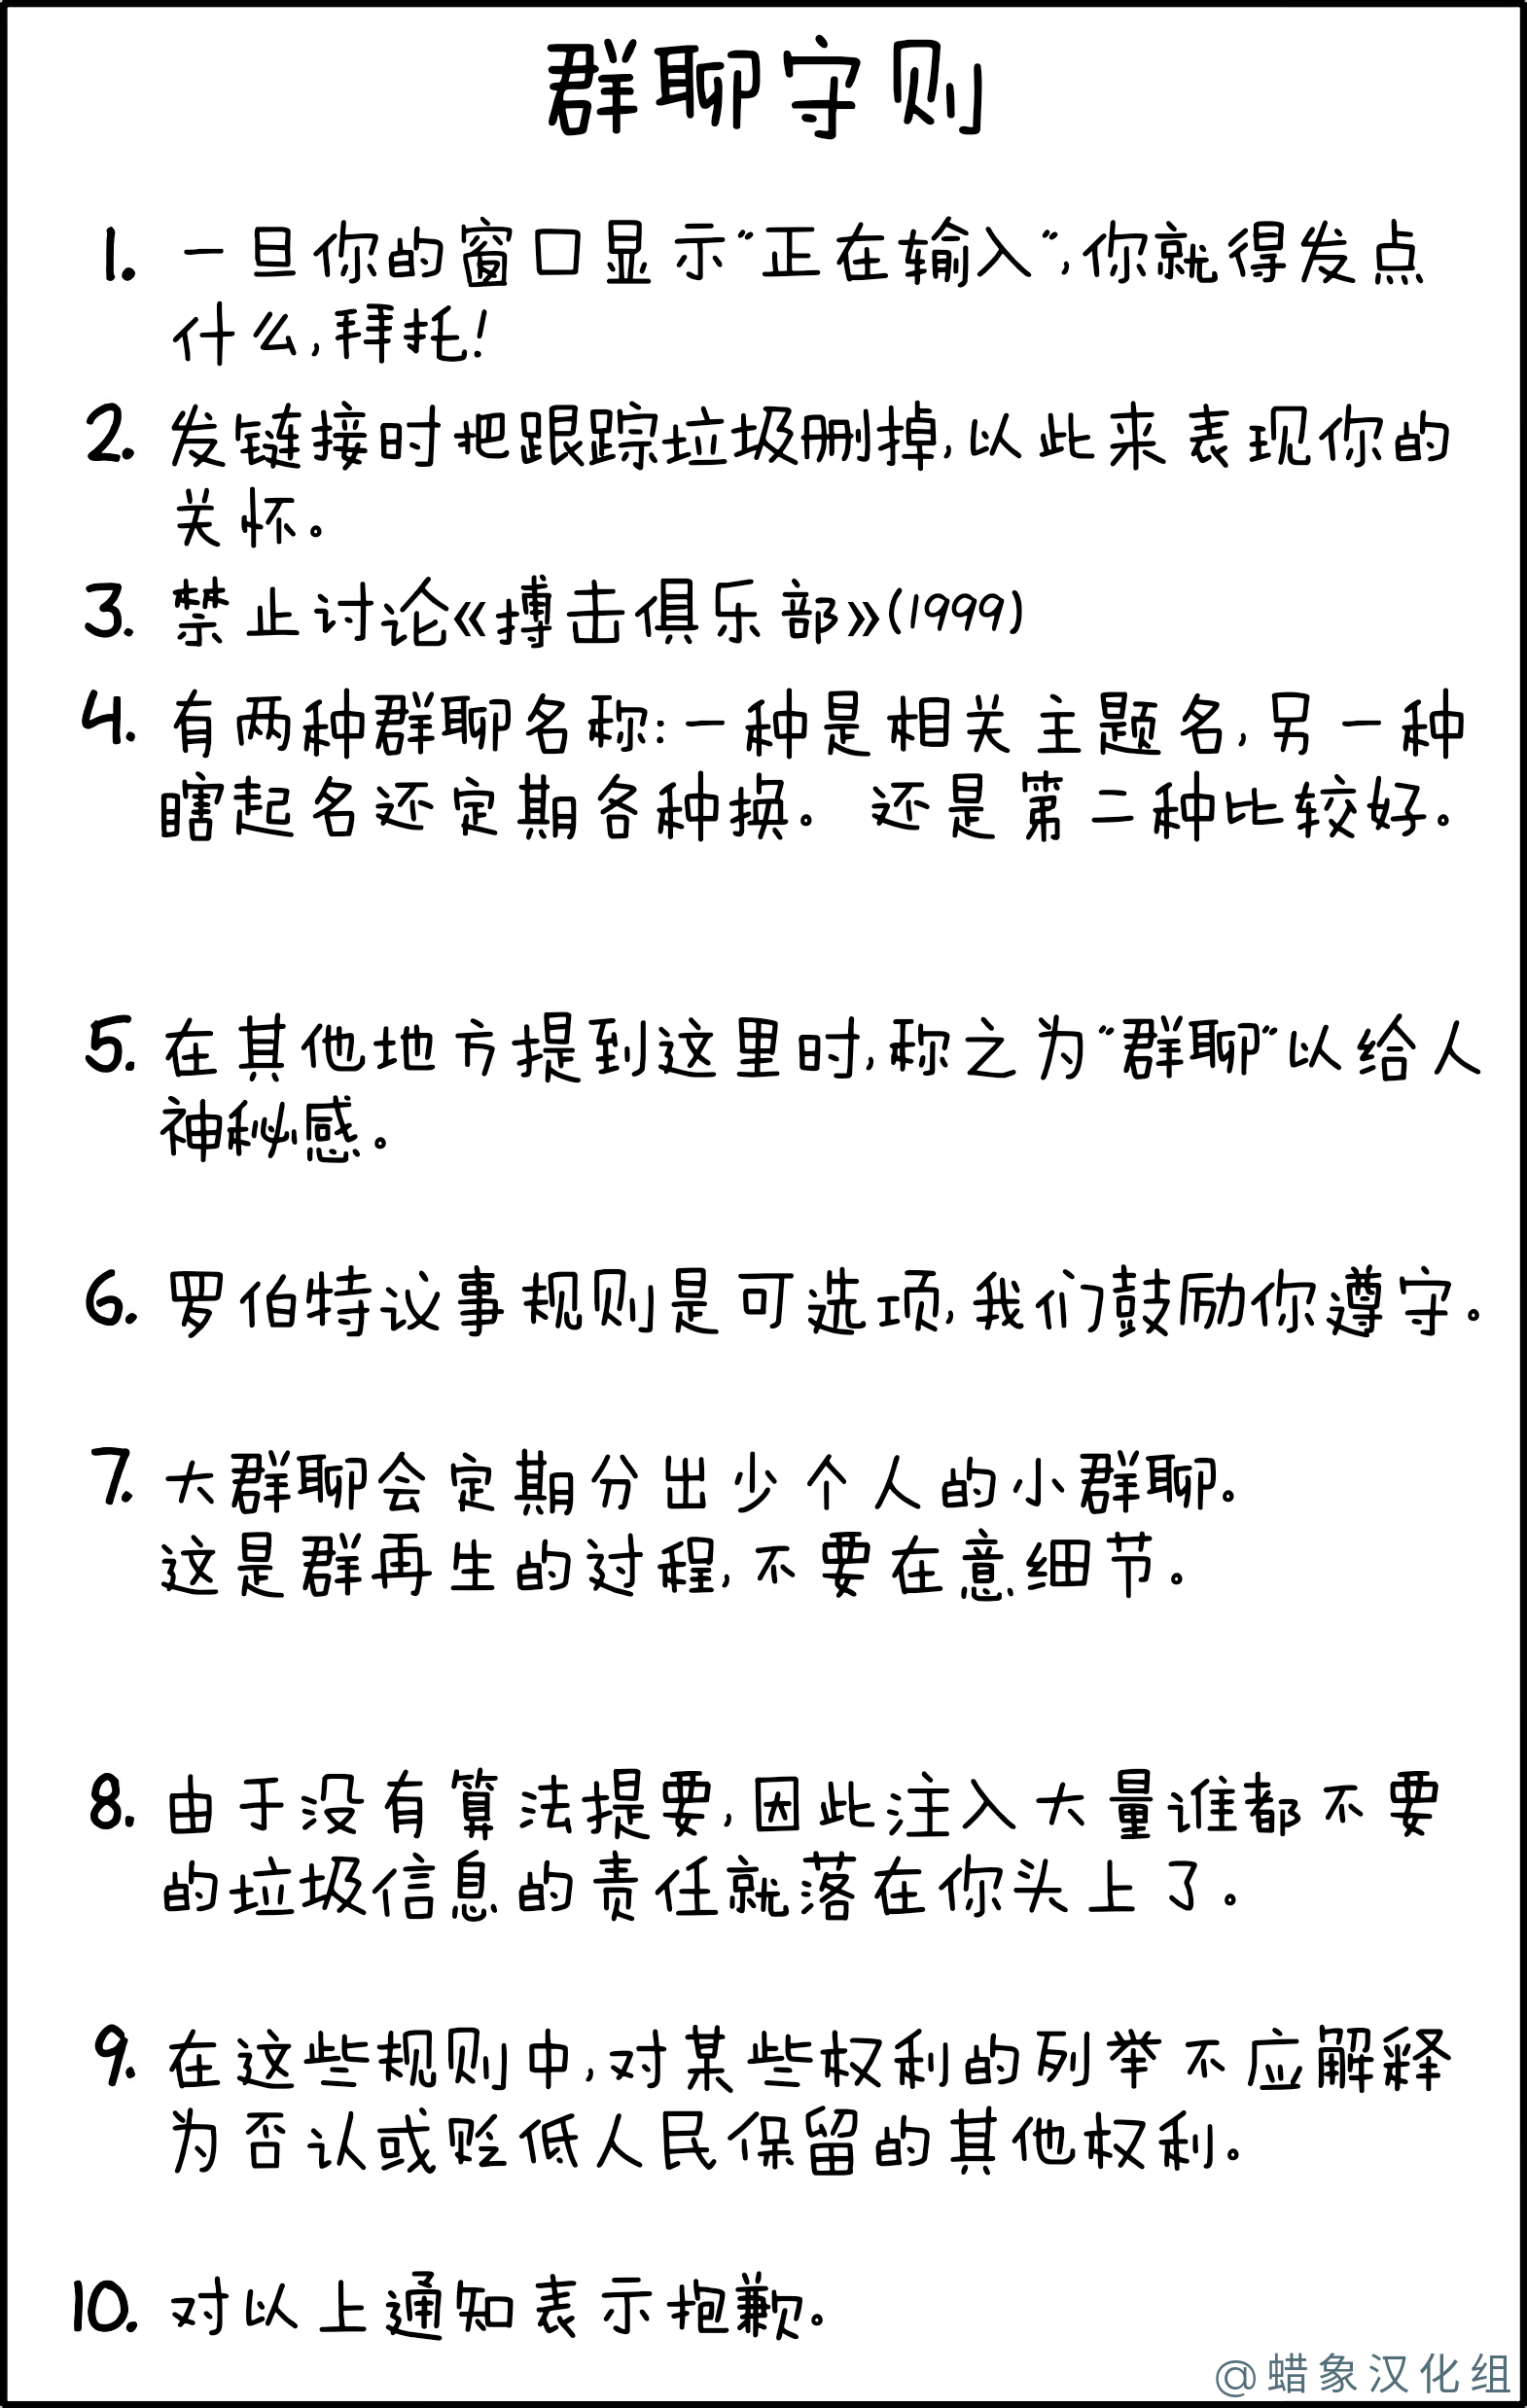 群聊守则
1. 一旦你的窗口显示“正在输入”,你就得发点
什么,拜托!
2. 发链接时把跟踪垃圾删掉,以此来表现你的
关怀。
3. 禁止讨论《搏击俱乐部》(1999)
4. 有两种群聊名称:一种是相关主题名,另一种
瞎起名还定期各种换。 还是第二种比较好。
5. 在其他地方提到这里时,称之为“群聊”以给人
神秘感。
6. 罗伯特议事规则是可选项,我们鼓励你遵守。
7. 大群聊会定期分出少个人的小群聊。
这是群再生的过程,不要在意细节。
8. 由于没有算法提要,因此注入大量谁都不要
的垃圾信息的责任就落在你头上了。
9. 在这些规则中,对某些权利的列举不应解释
为否认或贬低人民保留的其他权利。
10. 对以上通知表示抱歉。
@蜡象汉化组